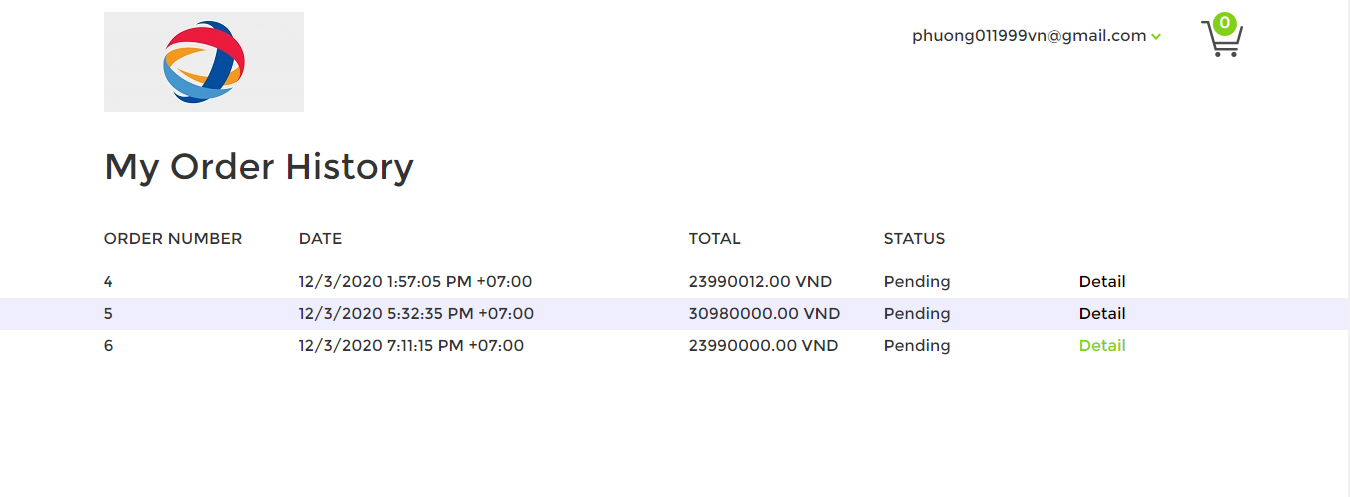 phuong011999vn@gmail.com 0
My Order History
ORDER NUMBER DATE TOTAL STATUS
4 12/3/2020 1:57:05 PM +07:00 23990012.00 VND Pending Detail
5 12/3/2020 5:32:35 PM +07:00 30980000.00 VND Pending Detail
6 12/3/2020 7:11:15 PM +07:00 23990000.00 VND Pending Detail